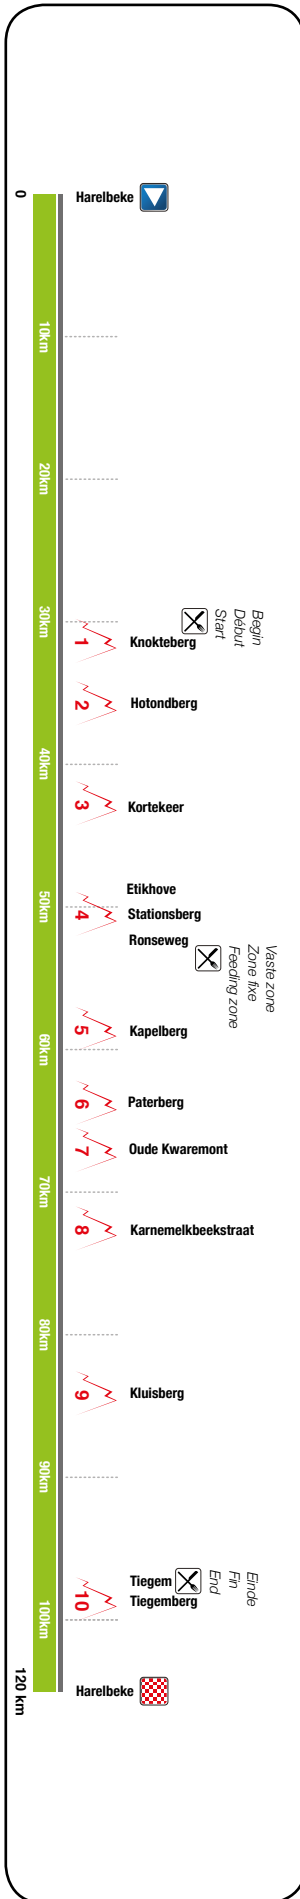 Harelbeke
0
10km
20km
30km
Begin
Début
Start
1
Knokteberg
2
Hotondberg
40km
3
Kortekeer
50km
Etikhove
4
Stationsberg
Ronseweg
Vaste zone
Zone fixe
Feeding zone
5
Kapelberg
60km
6
Paterberg
7
Oude Kwaremont
70km
8
Karnemelkbeekstraat
80km
9
Kluisberg
90km
Einde
Fin
End
Tiegem
10
Tiegemberg
100km
Harelbeke
120 km